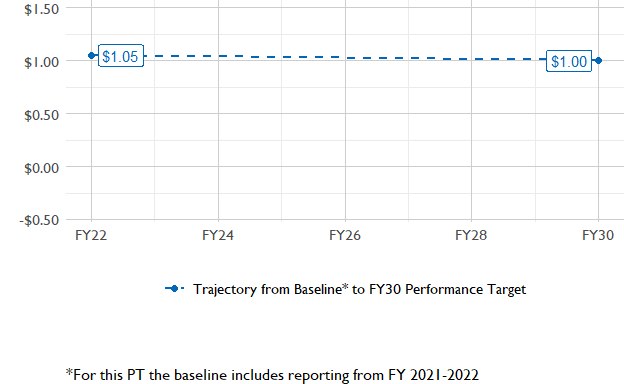 $1.50
$1.05
$1.00
$1.00
$0.50
$0.00
-$0.50
FY22 FY24 FY26 FY28 FY30
Trajectory from Baseline* to FY30 Performance Target
*For this PT the baseline includes reporting from FY 2021-2022